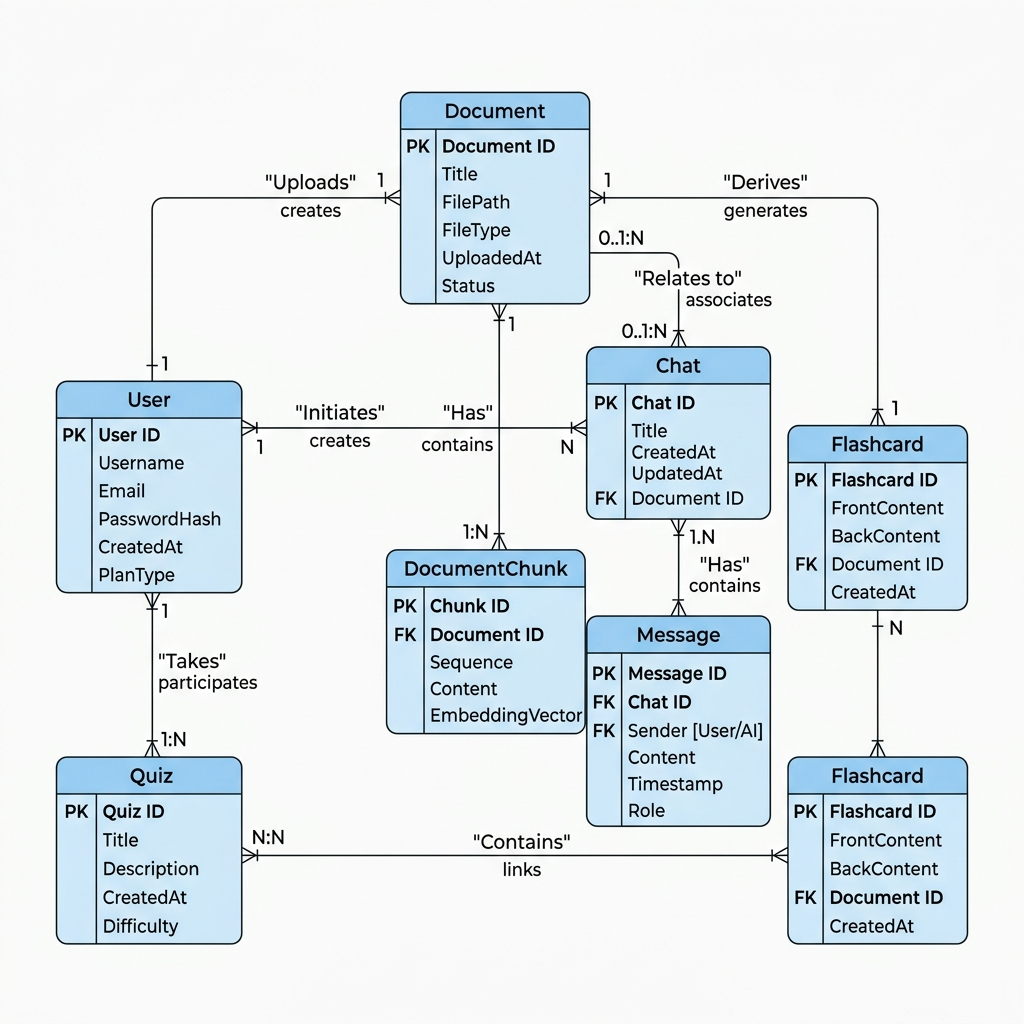 Document
PK Document ID
Title
FilePath
FileType
UploadedAt
Status
"Uploads" 1
creates
1 "Derives"
generates
0..1:N
"Relates to"
associates
0..1:N
1
1
User
PK User ID
Username
Email
PasswordHash
CreatedAt
PlanType
"Initiates"
creates
1
"Has"
contains
N
Chat
PK Chat ID
Title
CreatedAt
UpdatedAt
FK Document ID
1
Flashcard
PK Flashcard ID
FrontContent
BackContent
FK Document ID
CreatedAt
1:N
DocumentChunk
PK Chunk ID
FK Document ID
Sequence
Content
EmbeddingVector
1.N
"Has"
contains
Message
PK Message ID
FK Chat ID
FK Sender [User/AI]
Content
Timestamp
Role
1
"Takes"
participates
1:N
N
Quiz
PK Quiz ID
Title
Description
CreatedAt
Difficulty
N:N
"Contains"
links
Flashcard
PK Flashcard ID
FrontContent
BackContent
FK Document ID
CreatedAt